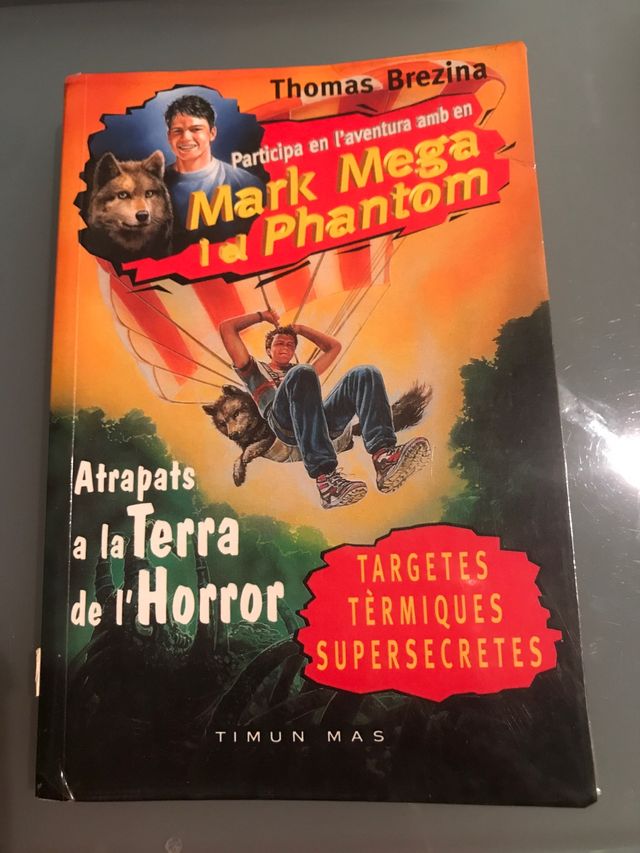 Thomas Brezina
Participa en l'aventura amb en
Mark Mega
i el Phantom
Atrapats
a la Terra
de l'Horror
TARGETES
TÈRMIQUES
SUPERSECRETES
TIMUN MAS